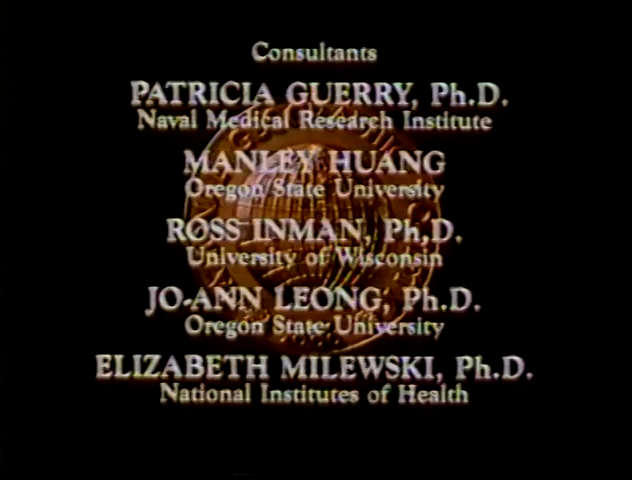 Consultants
PATRICIA GUERRY, Ph.D.
Naval Medical Research Institute
MANLEY HUANG
Oregon State University
ROSS INMAN, Ph.D.
University of Wisconsin
JO-ANN LEONG, Ph.D.
Oregon State University
ELIZABETH MILEWSKI, Ph.D.
National Institutes of Health